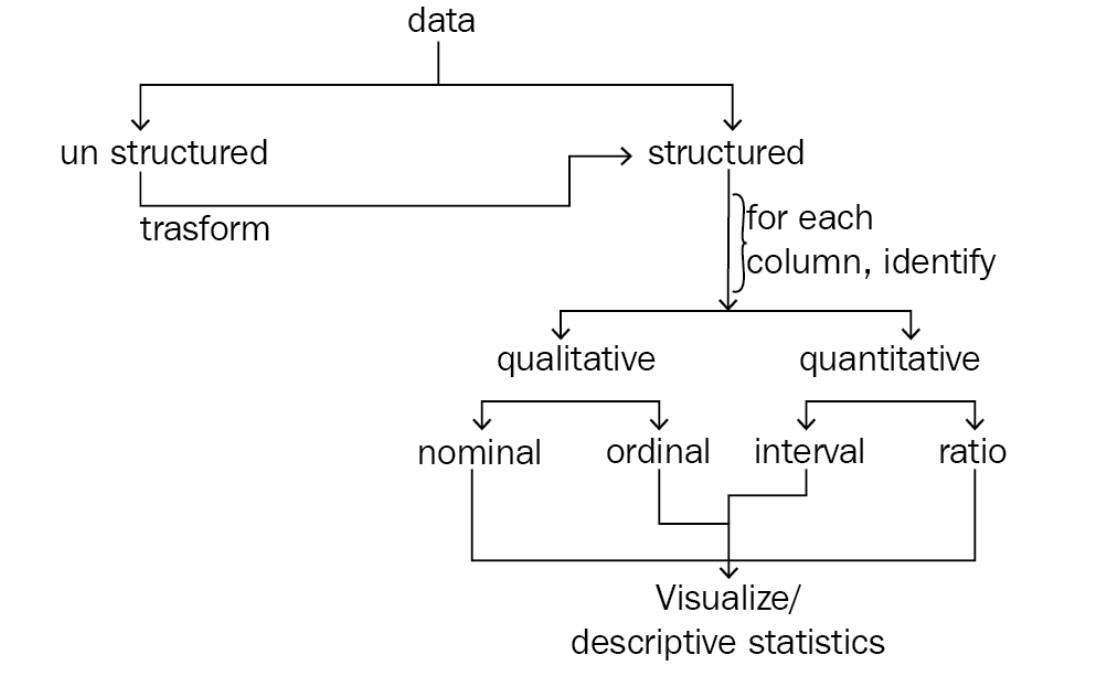 data
un structured
structured
trasform
for each
column, identify
qualitative
quantitative
nominal
ordinal
interval
ratio
Visualize/
descriptive statistics